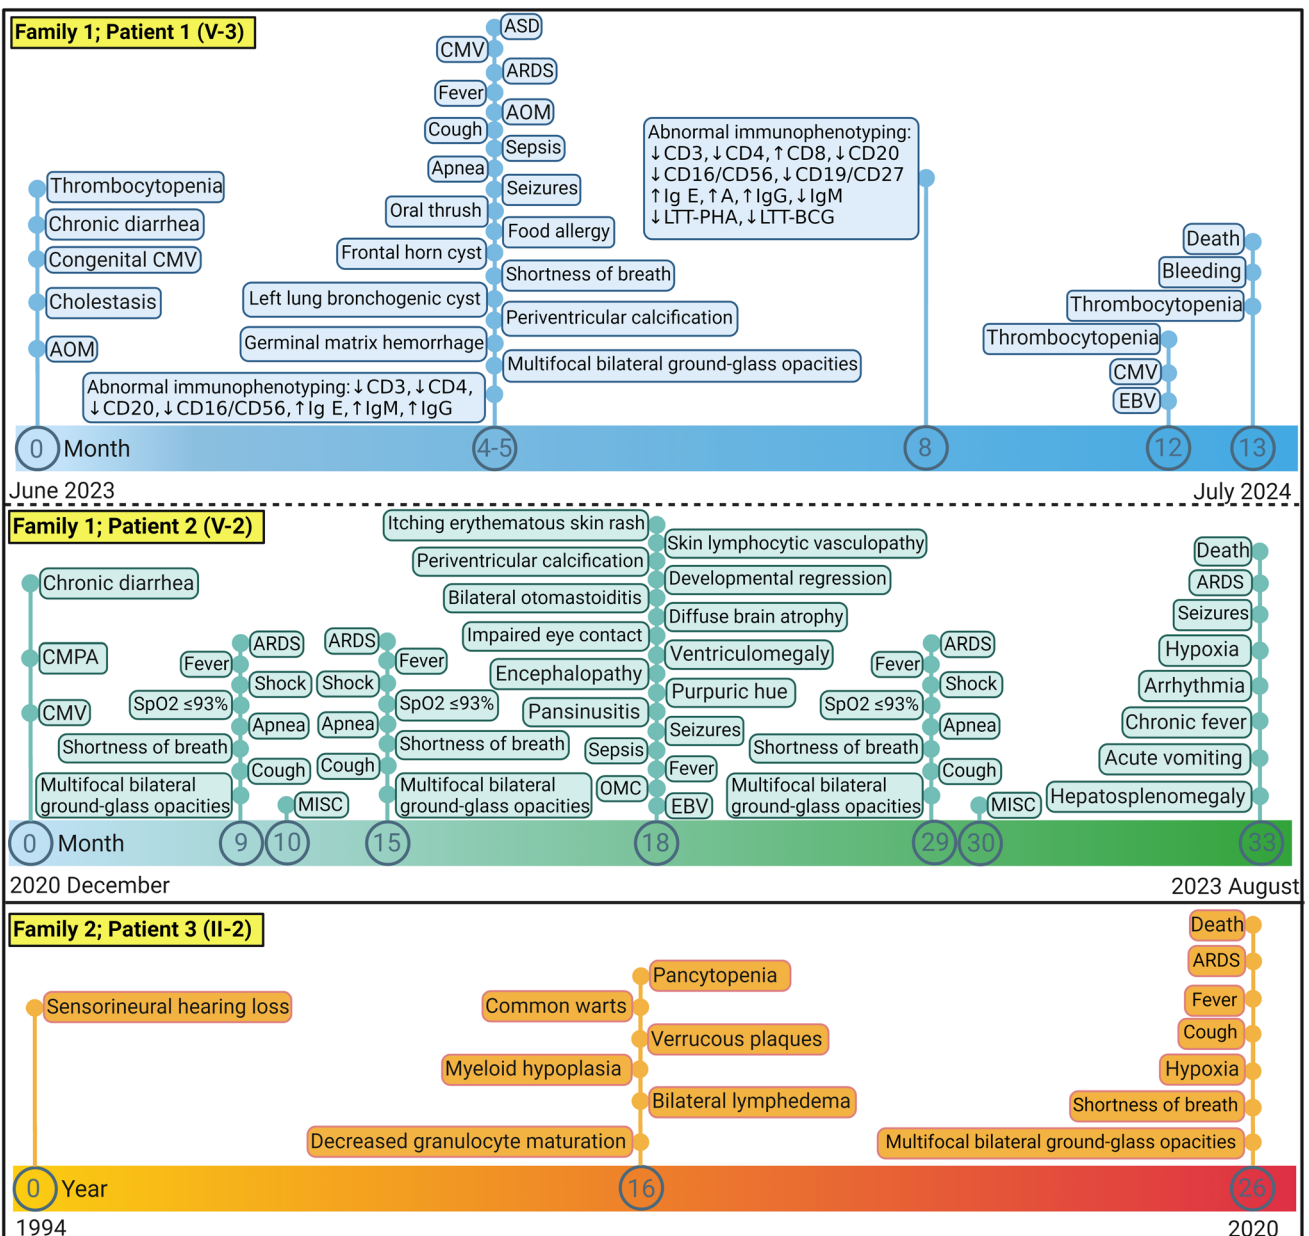 Family 1; Patient 1 (V-3)
Thrombocytopenia
Chronic diarrhea
Congenital CMV
Cholestasis
AOM
ASD
CMV
ARDS
Fever
AOM
Cough
Sepsis
Apnea
Seizures
Oral thrush
Food allergy
Frontal horn cyst
Shortness of breath
Left lung bronchogenic cyst
Periventricular calcification
Germinal matrix hemorrhage
Multifocal bilateral ground-glass opacities
Abnormal immunophenotyping:↓CD3,↓CD4,
↓CD20,↓CD16/CD56,↑Ig E,↑IgM,↑IgG
Abnormal immunophenotyping:
↓CD3,↓CD4,↑CD8,↓CD20
↓CD16/CD56,↓CD19/CD27
↑Ig E,↑A,↑IgG,↓IgM
↓LTT-PHA,↓LTT-BCG
Thrombocytopenia
CMV
EBV
Death
Bleeding
Thrombocytopenia
0 Month 4-5 8 12 13
June 2023 July 2024
Family 1; Patient 2 (V-2)
Chronic diarrhea
CMPA
CMV
ARDS
Fever
Shock
SpO2 ≤93%
Apnea
Shortness of breath
Cough
Multifocal bilateral
ground-glass opacities
MISC
ARDS
Fever
Shock
SpO2 ≤93%
Apnea
Shortness of breath
Cough
Multifocal bilateral
ground-glass opacities
Itching erythematous skin rash
Skin lymphocytic vasculopathy
Periventricular calcification
Developmental regression
Bilateral otomastoiditis
Diffuse brain atrophy
Impaired eye contact
Ventriculomegaly
Encephalopathy
Purpuric hue
Pansinusitis
Seizures
Sepsis
Fever
OMC
EBV
ARDS
Fever
Shock
SpO2 ≤93%
Apnea
Shortness of breath
Cough
Multifocal bilateral
ground-glass opacities
MISC
Death
ARDS
Seizures
Hypoxia
Arrhythmia
Chronic fever
Acute vomiting
Hepatosplenomegaly
0 Month 9 10 15 18 29 30 33
2020 December 2023 August
Family 2; Patient 3 (II-2)
Sensorineural hearing loss
Pancytopenia
Common warts
Verrucous plaques
Myeloid hypoplasia
Bilateral lymphedema
Decreased granulocyte maturation
Death
ARDS
Fever
Cough
Hypoxia
Shortness of breath
Multifocal bilateral ground-glass opacities
0 Year 16 26
1994 2020